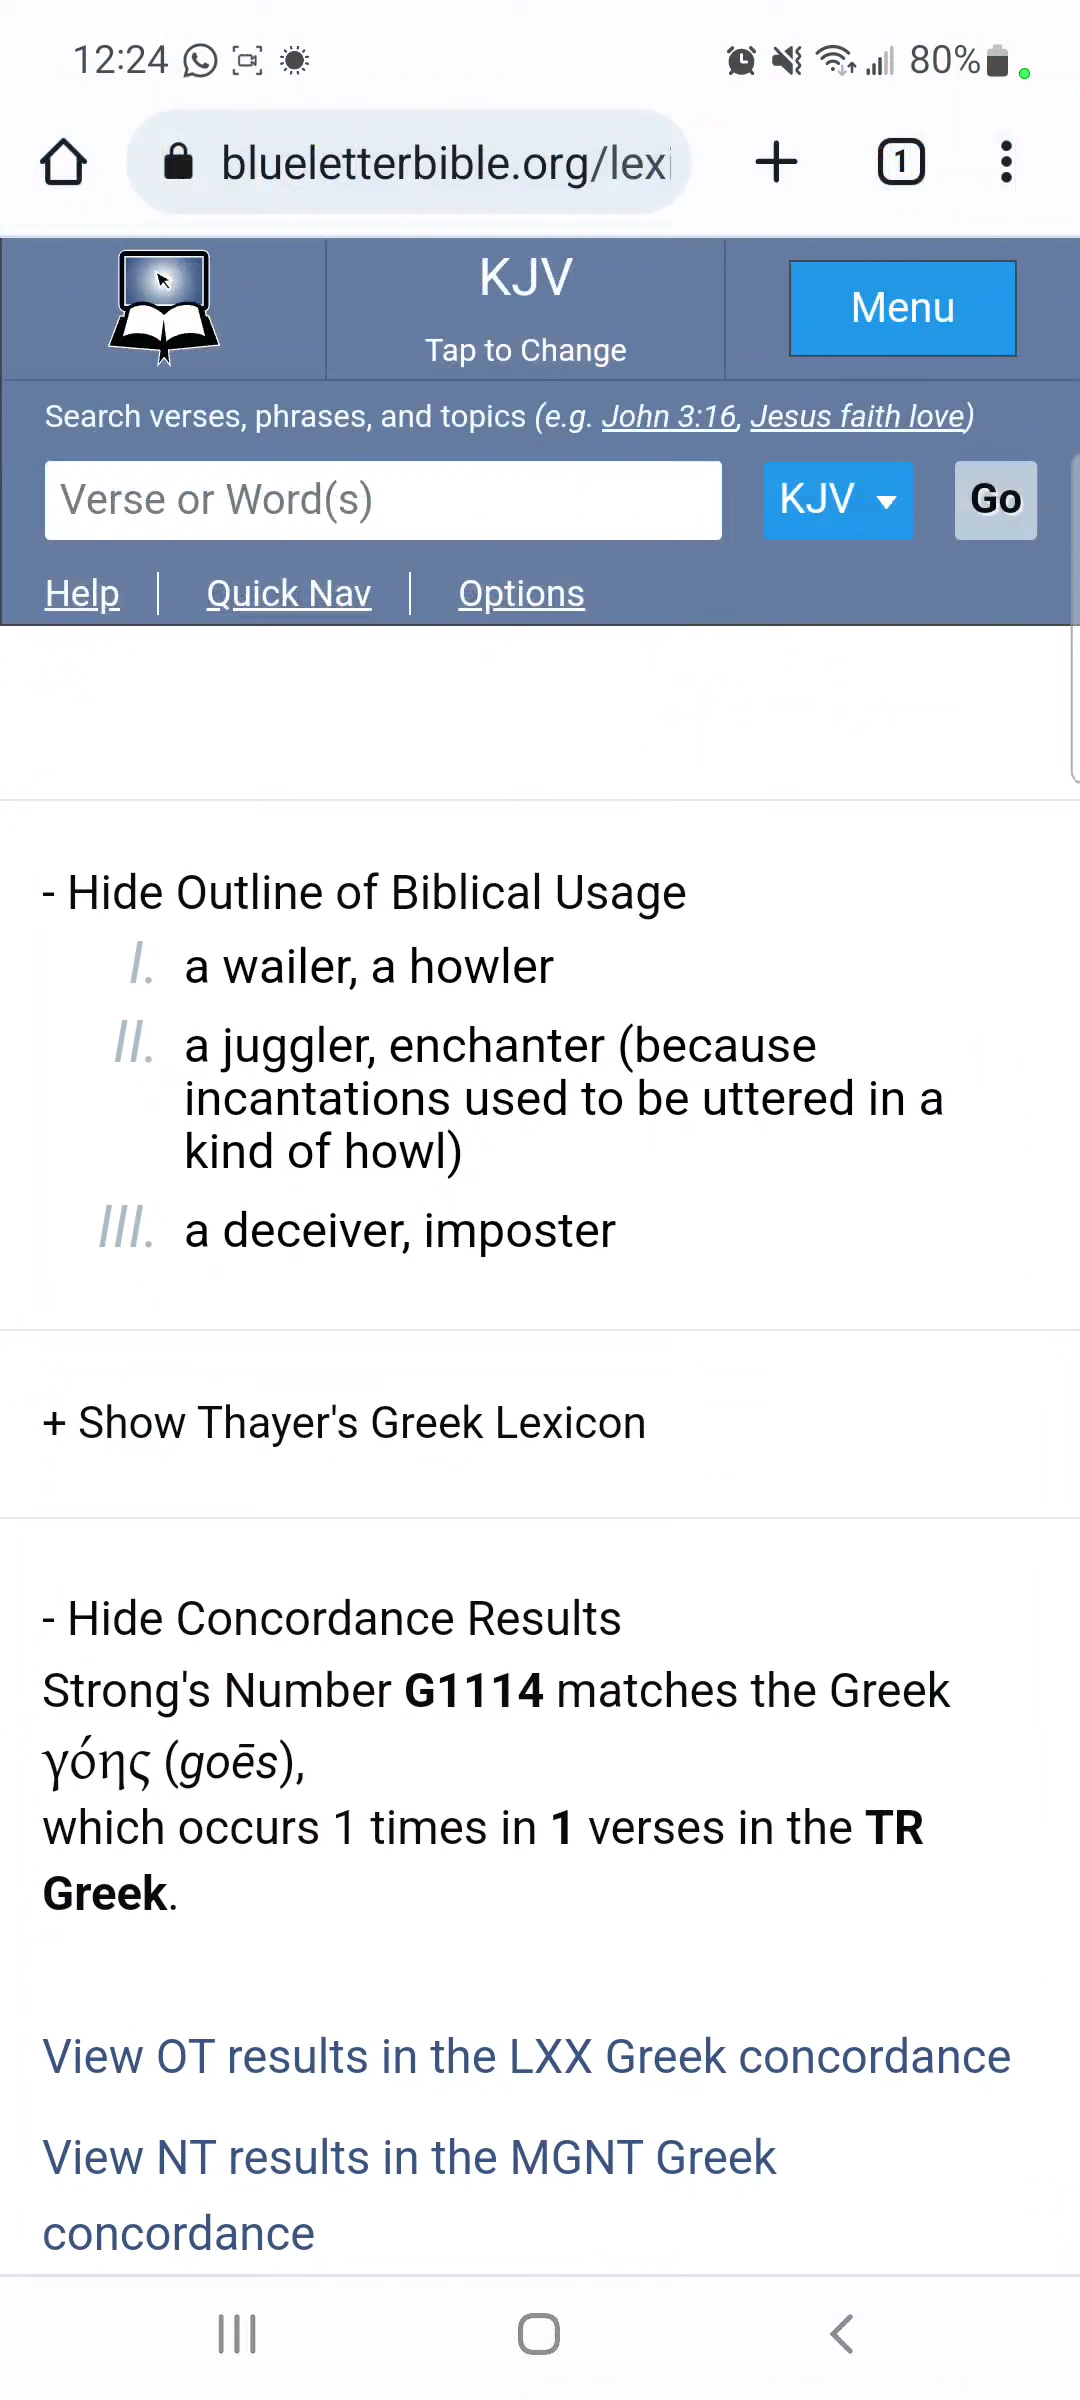 12:24 80%
blueletterbible.org/lexi 1
KJV
Tap to Change
Menu
Search verses, phrases, and topics (e.g. John 3:16, Jesus faith love)
Verse or Word(s) KJV Go
Help Quick Nav Options
- Hide Outline of Biblical Usage
I. a wailer, a howler
II. a juggler, enchanter (because
incantations used to be uttered in a
kind of howl)
III. a deceiver, imposter
+ Show Thayer's Greek Lexicon
- Hide Concordance Results
Strong's Number G1114 matches the Greek
γόης (goēs),
which occurs 1 times in 1 verses in the TR
Greek.
View OT results in the LXX Greek concordance
View NT results in the MGNT Greek
concordance